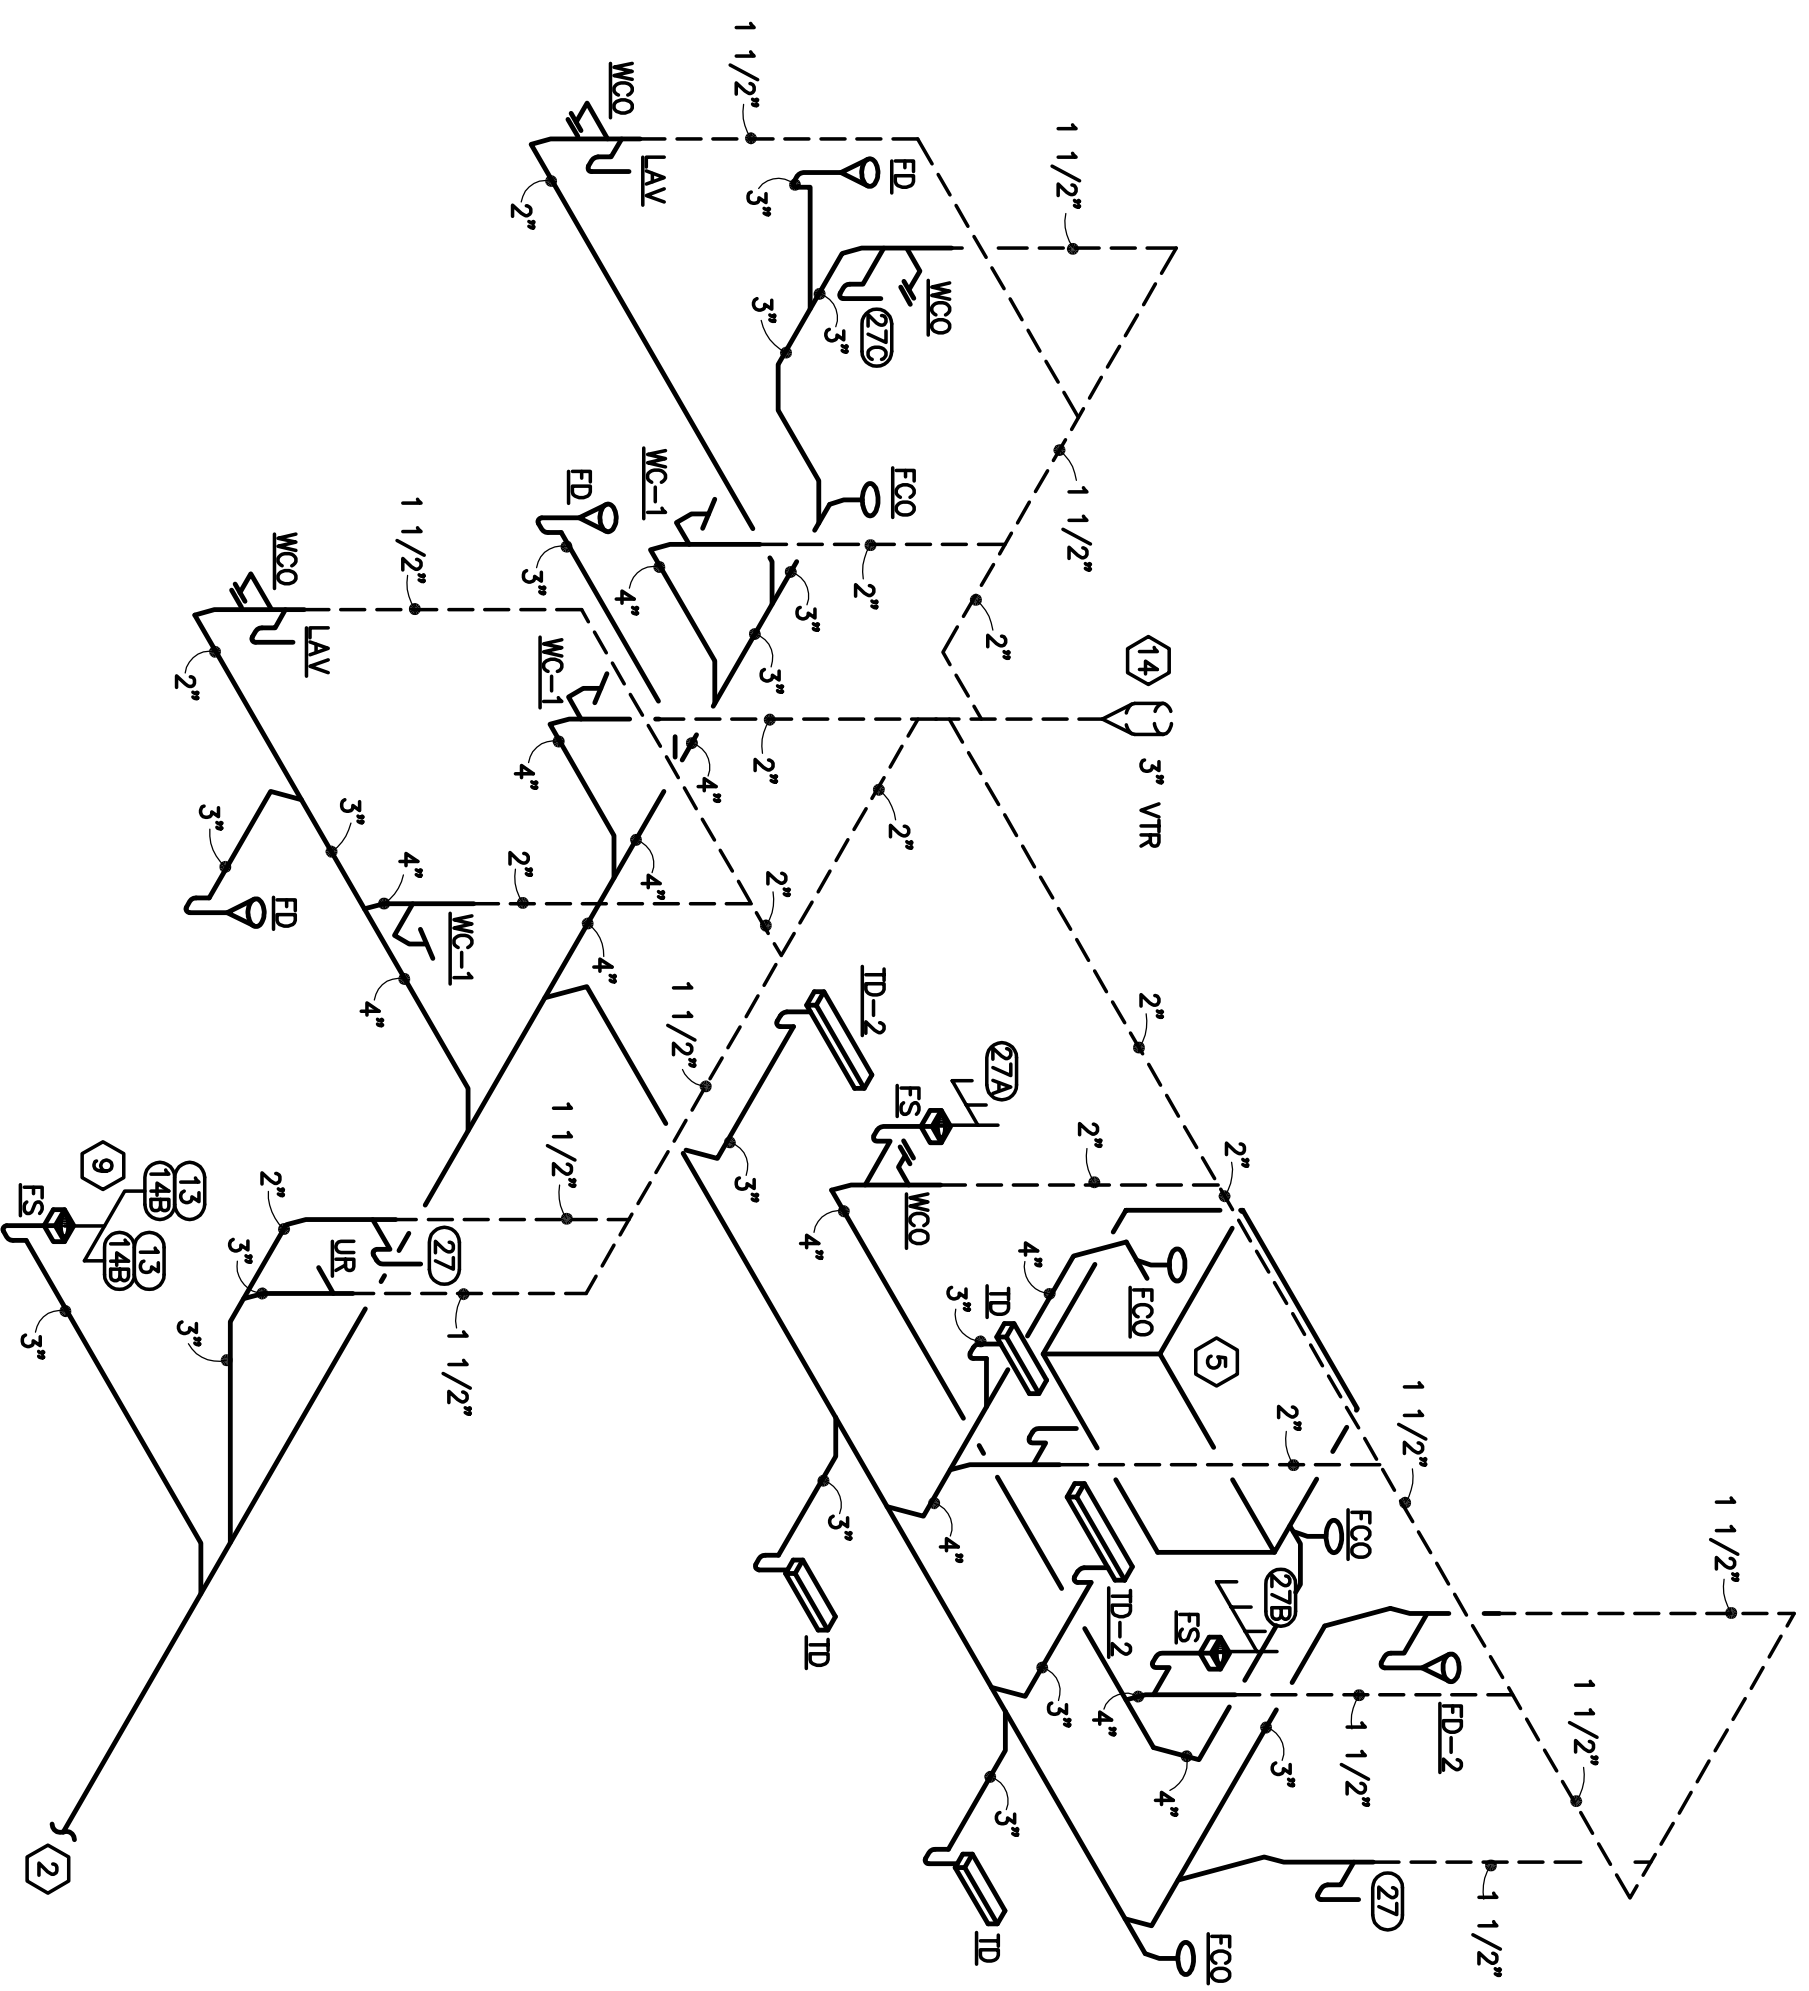 1 1/2"
WCO
LAV
2"
FD
3"
1 1/2"
WCO
27C
3"
3"
FCO
WC-1
FD
3"
4"
2"
3"
3"
1 1/2"
2"
14
3" VTR
1 1/2"
WCO
LAV
2"
WC-1
4"
2"
4"
2"
3"
3"
FD
4"
2"
WC-1
4"
4"
4"
2"
TD-2
3"
1 1/2"
2"
27A
FS
WCO
2"
4"
2"
1 1/2"
9
13
14B
13
14B
FS
3"
2"
3"
UR
27
3"
1 1/2"
4"
FCO
3"
TD
5
2"
1 1/2"
FCO
4"
3"
TD
TD-2
3"
27B
FS
4"
4"
1 1/2"
3"
FD-2
1 1/2"
1 1/2"
3"
TD
27
1 1/2"
FCO
2